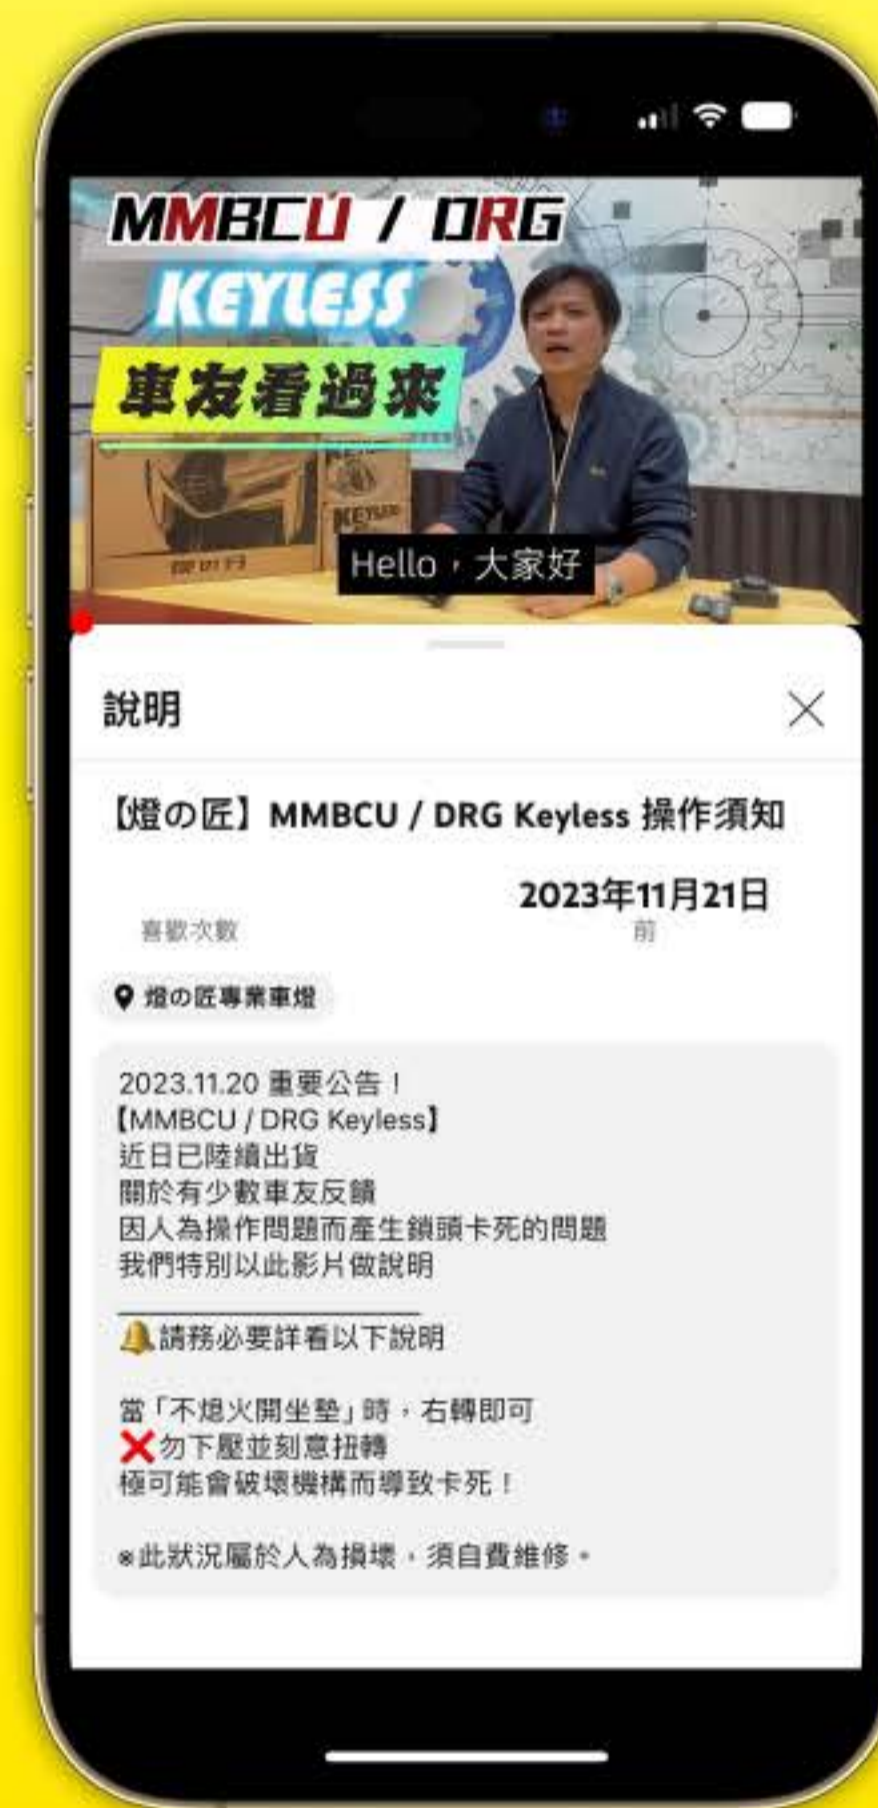 MMBCU / DRG
KEYLESS
車友看過來
Hello，大家好
說明
【燈の匠】MMBCU / DRG Keyless 操作須知
2023年11月21日
喜歡次數
前
燈の匠專業車燈
2023.11.20 重要公告！
【MMBCU / DRG Keyless】
近日已陸續出貨
關於有少數車友反饋
因人為操作問題而產生鎖頭卡死的問題
我們特別以此影片做說明
🔔請務必要詳看以下說明
當「不熄火開坐墊」時，右轉即可
❌勿下壓並刻意扭轉
極可能會破壞機構而導致卡死！
※此狀況屬於人為損壞，須自費維修。